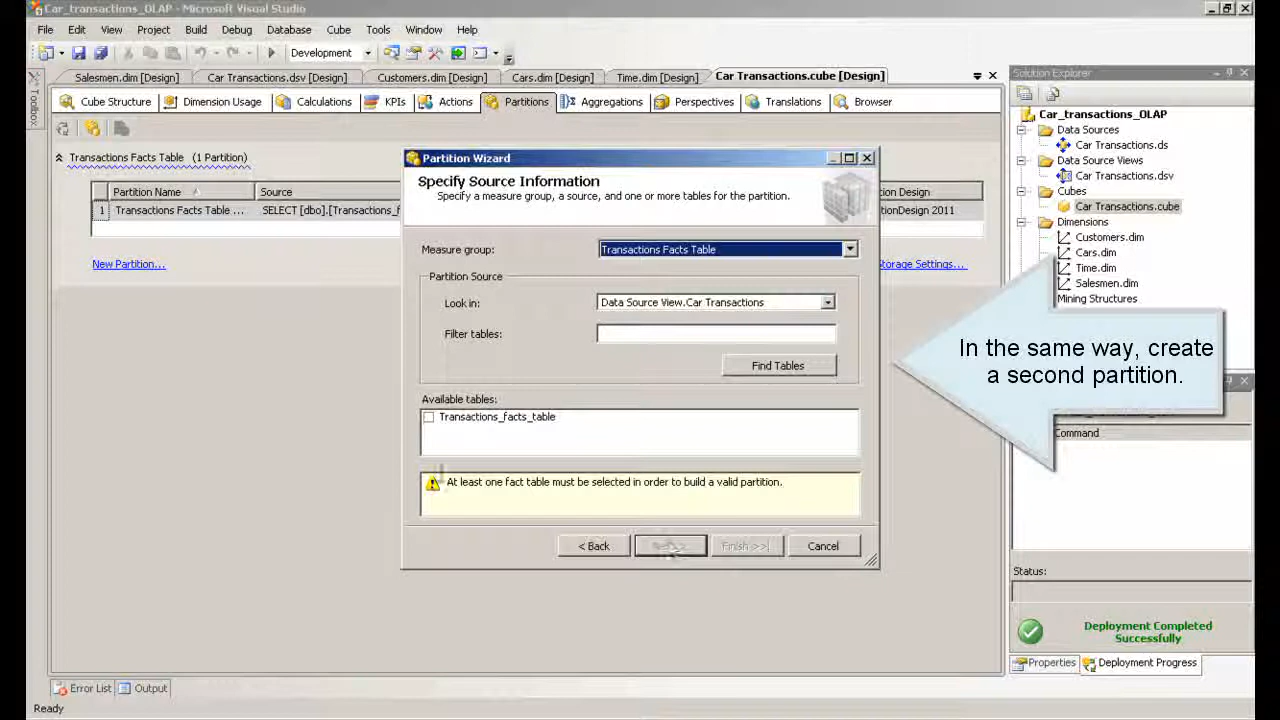 Car_transactions_OLAP - Microsoft Visual Studio
File Edit View Project Build Debug Database Cube Tools Window Help
Development
Salesmen.dim [Design] Car Transactions.dsv [Design] Customers.dim [Design] Cars.dim [Design] Time.dim [Design] Car Transactions.cube [Design]
Toolbox
Cube Structure Dimension Usage Calculations KPIs Actions Partitions Aggregations Perspectives Translations Browser
Transactions Facts Table (1 Partition)
Partition Name Source on Design
1 Transactions Facts Table ... SELECT [dbo].[Transactions_f ionDesign 2011
New Partition... Storage Settings...
Partition Wizard
Specify Source Information
Specify a measure group, a source, and one or more tables for the partition.
Measure group: Transactions Facts Table
Partition Source
Look in: Data Source View.Car Transactions
Filter tables:
Find Tables
Available tables:
Transactions_facts_table
At least one fact table must be selected in order to build a valid partition.
< Back Finish >>| Cancel
Solution Explorer
Car_transactions_OLAP
Data Sources
Car Transactions.ds
Data Source Views
Car Transactions.dsv
Cubes
Car Transactions.cube
Dimensions
Customers.dim
Cars.dim
Time.dim
Salesmen.dim
Mining Structures
In the same way, create
a second partition.
Command
Status:
Deployment Completed
Successfully
Properties Deployment Progress
Error List Output
Ready